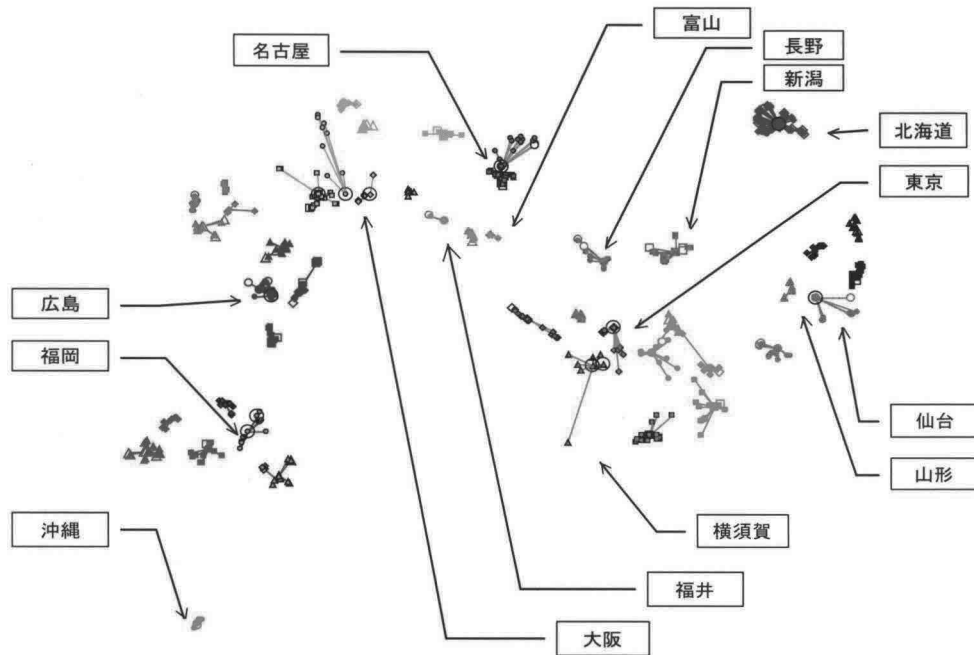 富山
名古屋
長野
新潟
北海道
東京
広島
福岡
仙台
山形
沖縄
横須賀
福井
大阪